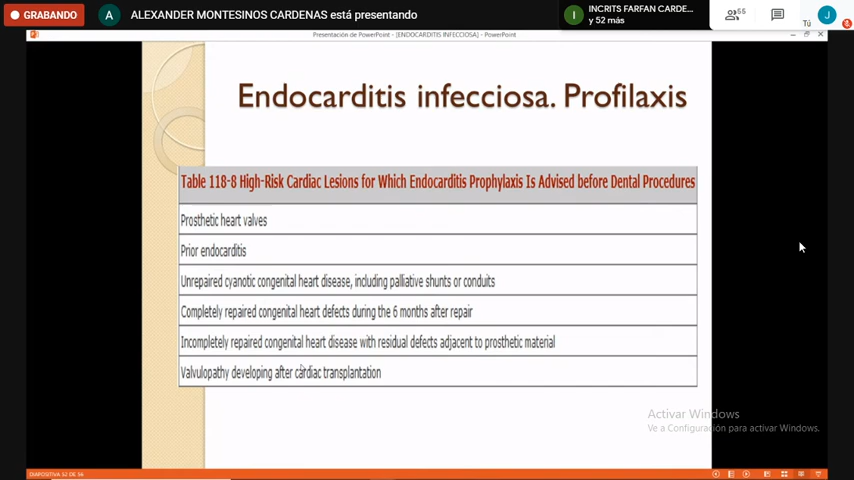 GRABANDO
A
ALEXANDER MONTESINOS CARDENAS está presentando
I
INCRITS FARFAN CARDE...
y 52 más
55
J
Tú
Presentación de PowerPoint - [ENDOCARDITIS INFECCIOSA] - PowerPoint
Endocarditis infecciosa. Profilaxis
Table 118-8 High-Risk Cardiac Lesions for Which Endocarditis Prophylaxis Is Advised before Dental Procedures
Prosthetic heart valves
Prior endocarditis
Unrepaired cyanotic congenital heart disease, including palliative shunts or conduits
Completely repaired congenital heart defects during the 6 months after repair
Incompletely repaired congenital heart disease with residual defects adjacent to prosthetic material
Valvulopathy developing after cardiac transplantation
Activar Windows
Ve a Configuración para activar Windows.
DIAPOSITIVA 52 DE 56